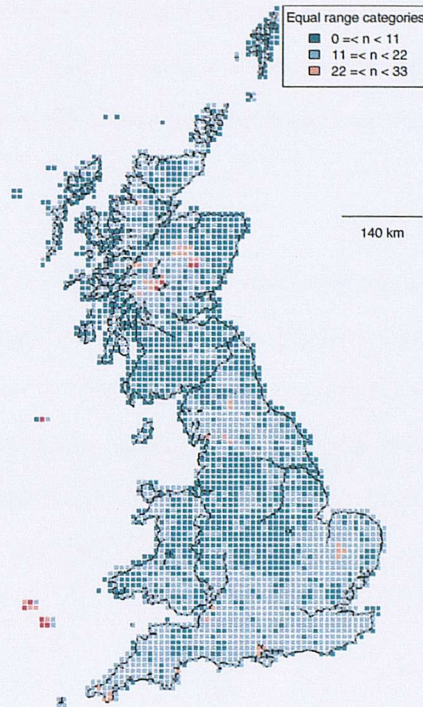 Equal range categories
0 =< n < 11
11 =< n < 22
22 =< n < 33
140 km